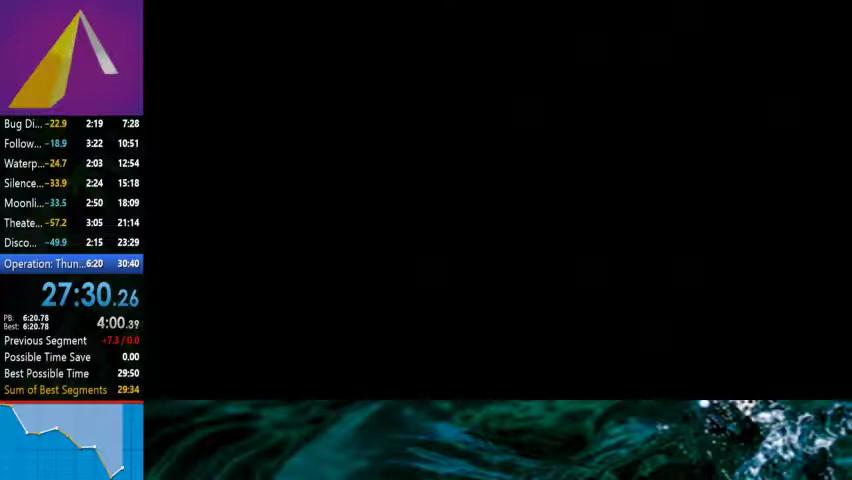 Bug Di... −22.9 2:19 7:28
Follow... −18.9 3:22 10:51
Waterp... −24.7 2:03 12:54
Silence... −33.9 2:24 15:18
Moonli... −33.5 2:50 18:09
Theate... −57.2 3:05 21:14
Disco... −49.9 2:15 23:29
Operation: Thun... 6:20 30:40
27:30.26
PB: 6:20.78
Best: 6:20.78
4:00.39
Previous Segment +7.3 / 0.0
Possible Time Save 0.00
Best Possible Time 29:50
Sum of Best Segments 29:34